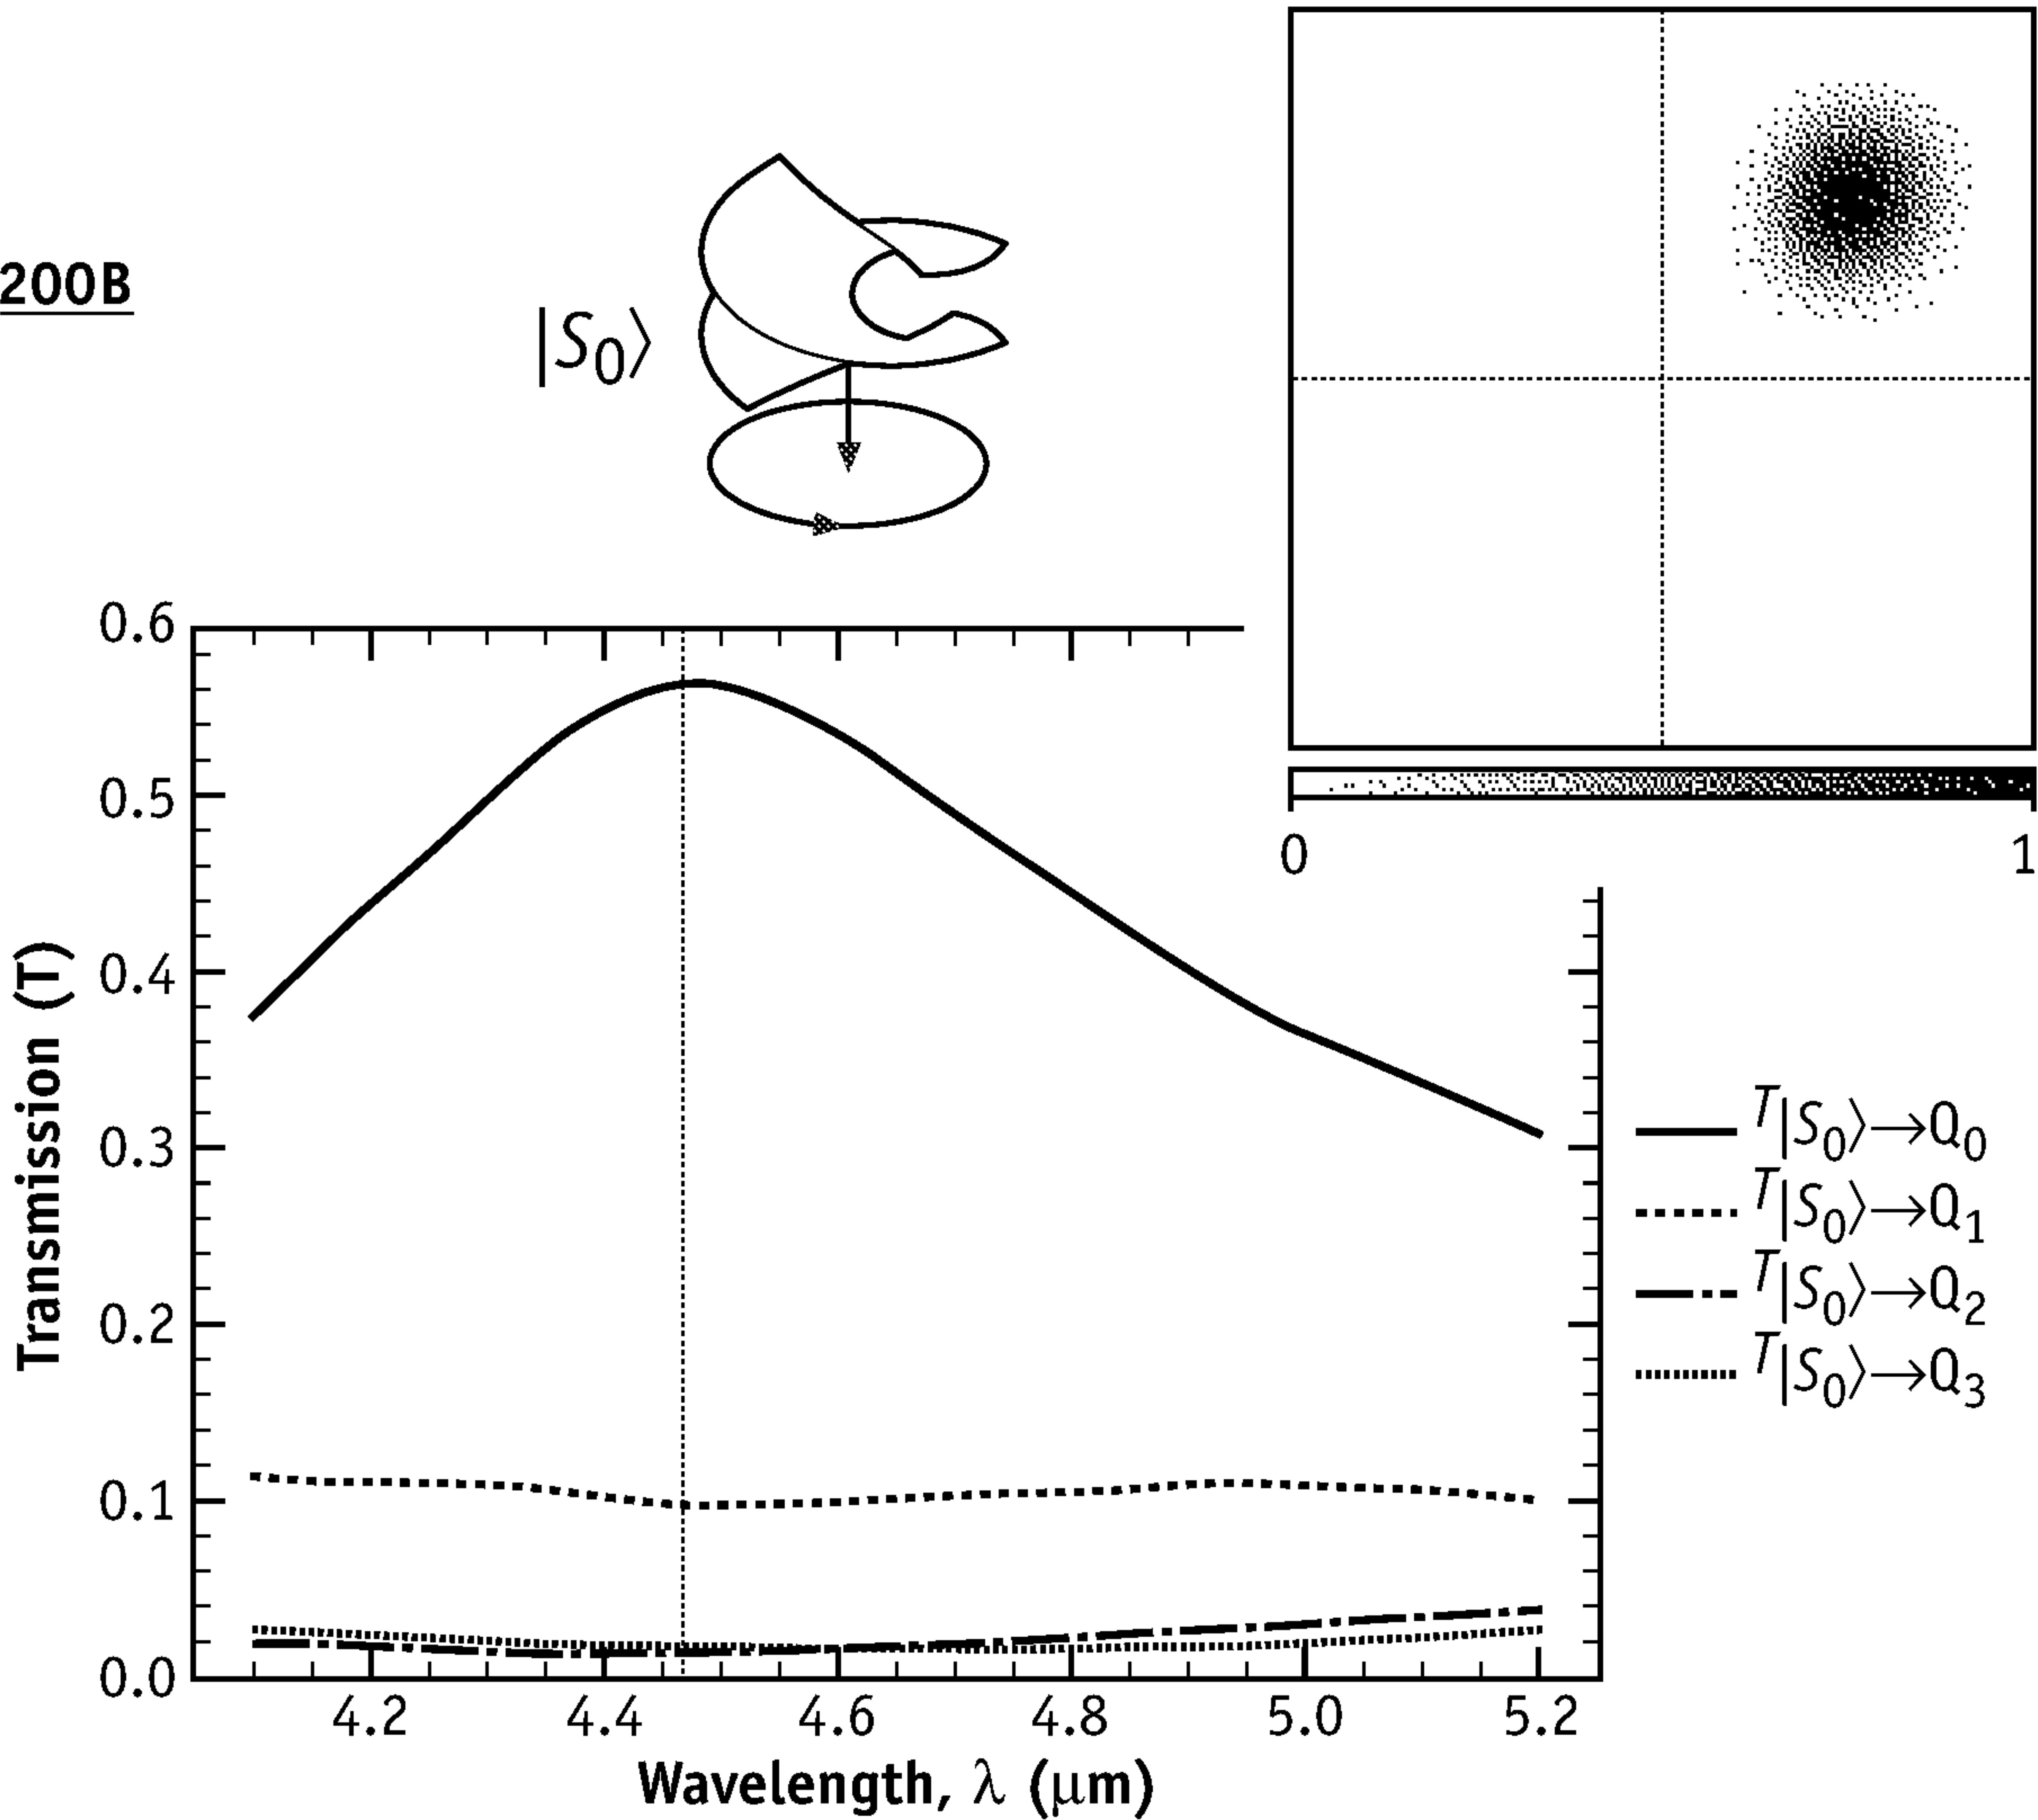 200B
|S0⟩
0 1
0.6
0.5
0.4
0.3
0.2
0.1
0.0
Transmission (T)
4.2 4.4 4.6 4.8 5.0 5.2
Wavelength, λ (μm)
T|S0⟩→Q0
T|S0⟩→Q1
T|S0⟩→Q2
T|S0⟩→Q3